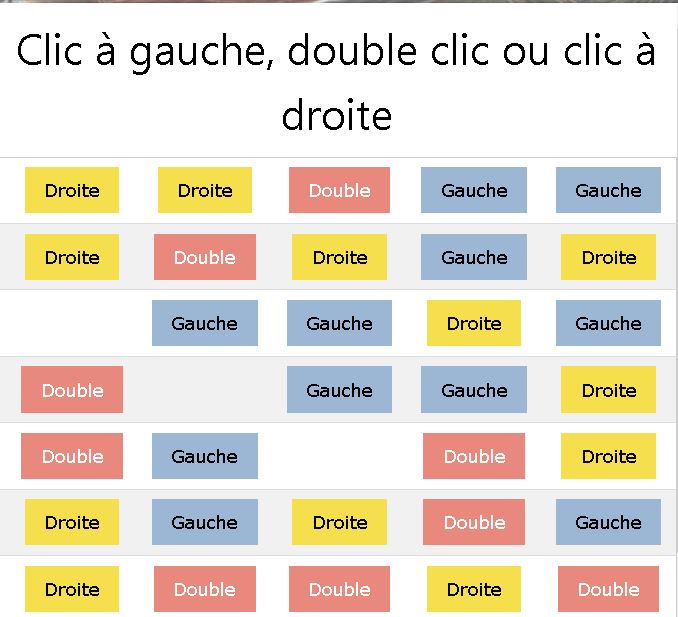 Clic à gauche, double clic ou clic à
droite
Droite Droite Double Gauche Gauche
Droite Double Droite Gauche Droite
Gauche Gauche Droite Gauche
Double Gauche Gauche Droite
Double Gauche Double Droite
Droite Gauche Droite Double Gauche
Droite Double Double Droite Double